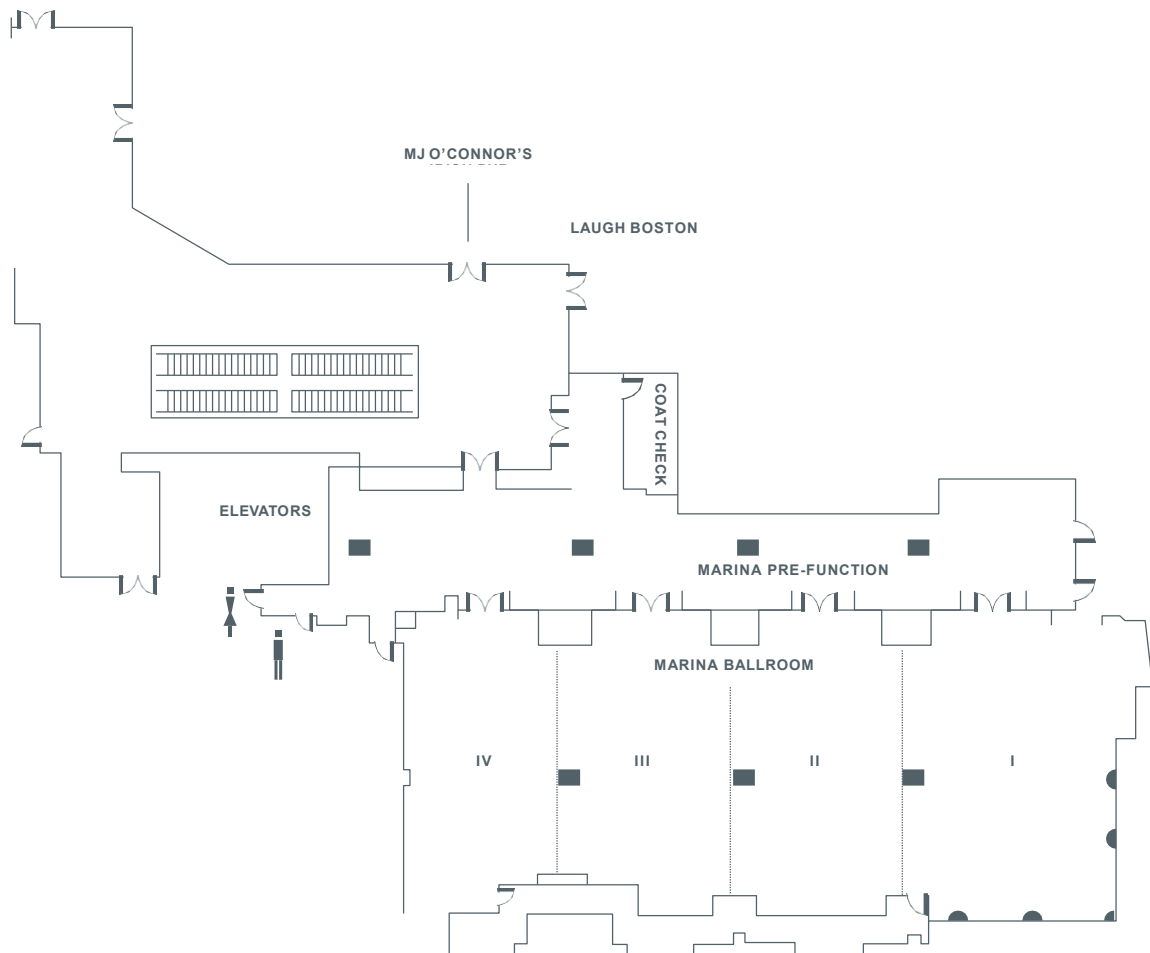 MJ O’CONNOR’S
LAUGH BOSTON
COAT CHECK
ELEVATORS
MARINA PRE-FUNCTION
MARINA BALLROOM
IV
III
II
I